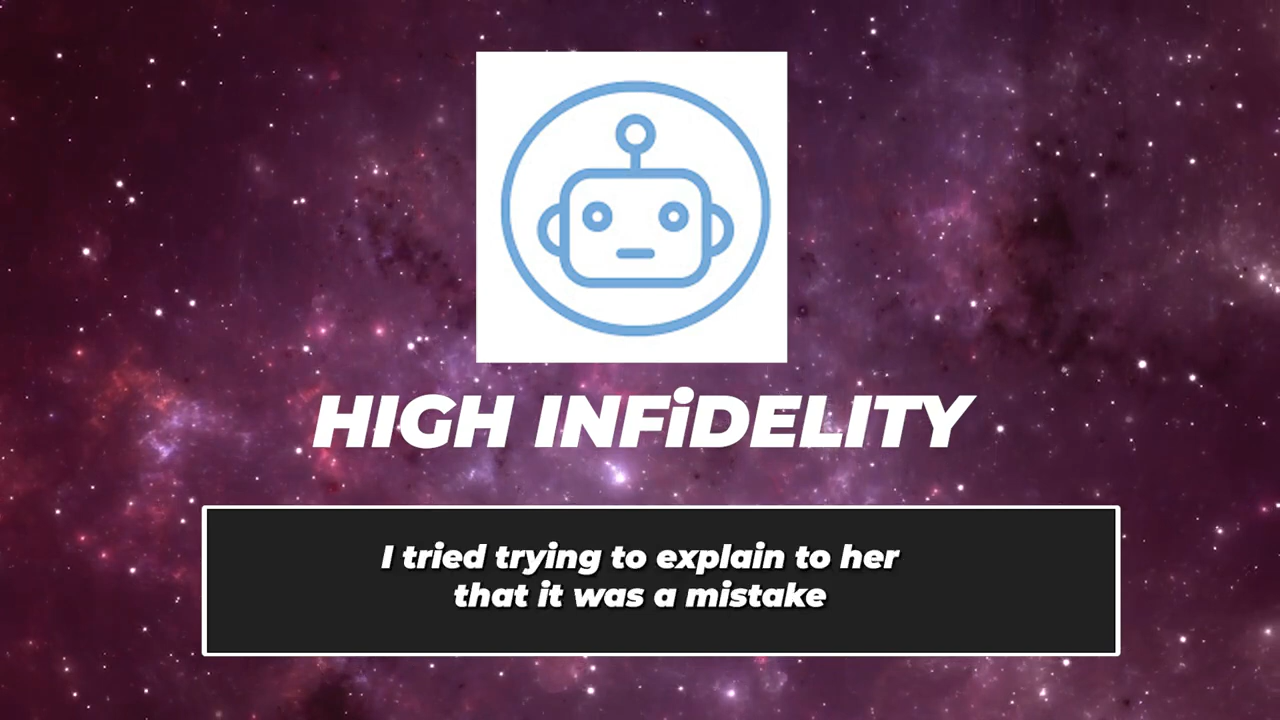 HIGH INFiDELITY
I tried trying to explain to her
that it was a mistake